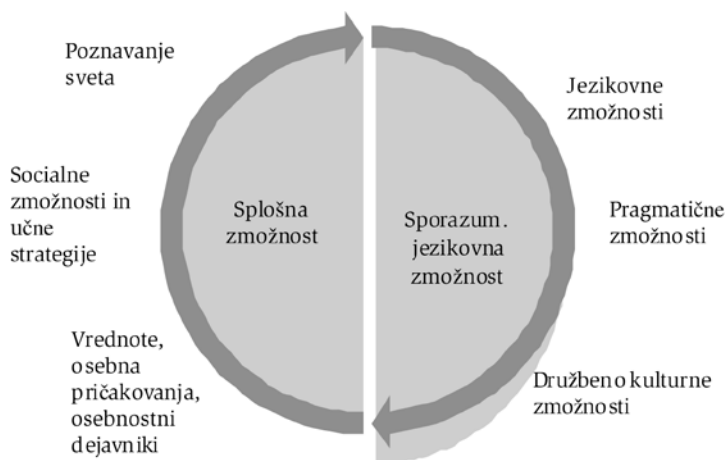 Poznavanje
sveta
Socialne
zmožnosti in
učne
strategije
Vrednote,
osebna
pričakovanja,
osebnostni
dejavniki
Splošna
zmožnost
Sporazum.
jezikovna
zmožnost
Jezikovne
zmožnosti
Pragmatične
zmožnosti
Družbeno kulturne
zmožnosti